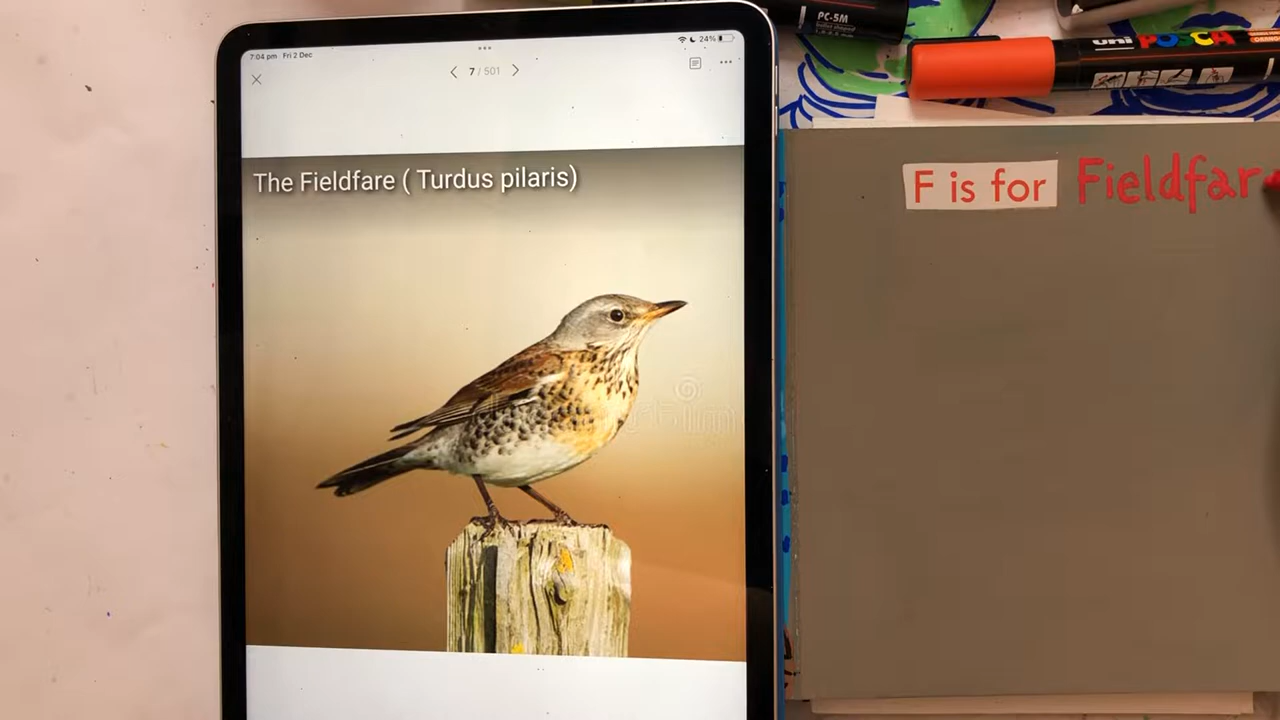 7:04 pm Fri 2 Dec
24%
7 / 501
The Fieldfare ( Turdus pilaris)
PC-5M
uni POSCA
F is for Fieldfar